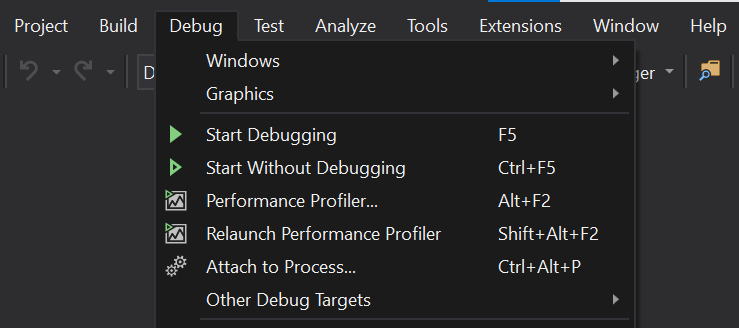 Project Build Debug Test Analyze Tools Extensions Window Help
D
ger
Windows
Graphics
Start Debugging F5
Start Without Debugging Ctrl+F5
Performance Profiler... Alt+F2
Relaunch Performance Profiler Shift+Alt+F2
Attach to Process... Ctrl+Alt+P
Other Debug Targets